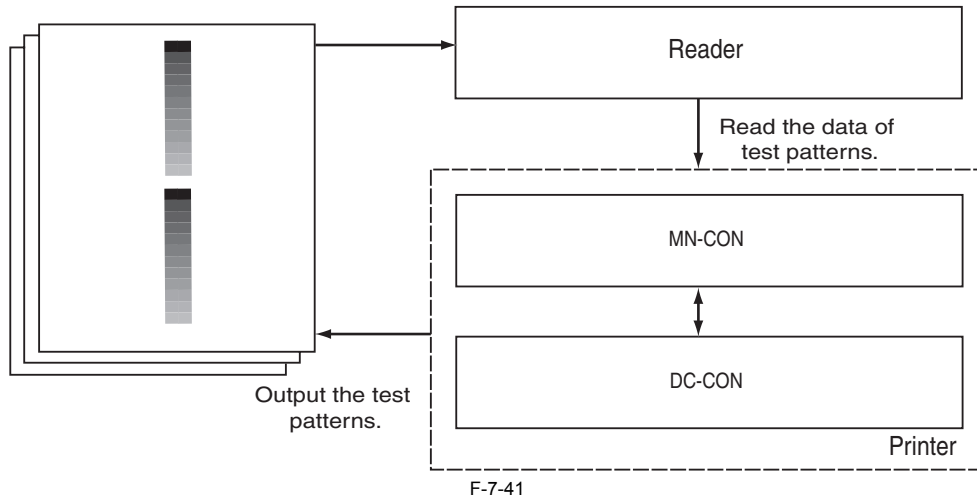 Reader
Read the data of
test patterns.
MN-CON
DC-CON
Output the test
patterns.
Printer
F-7-41